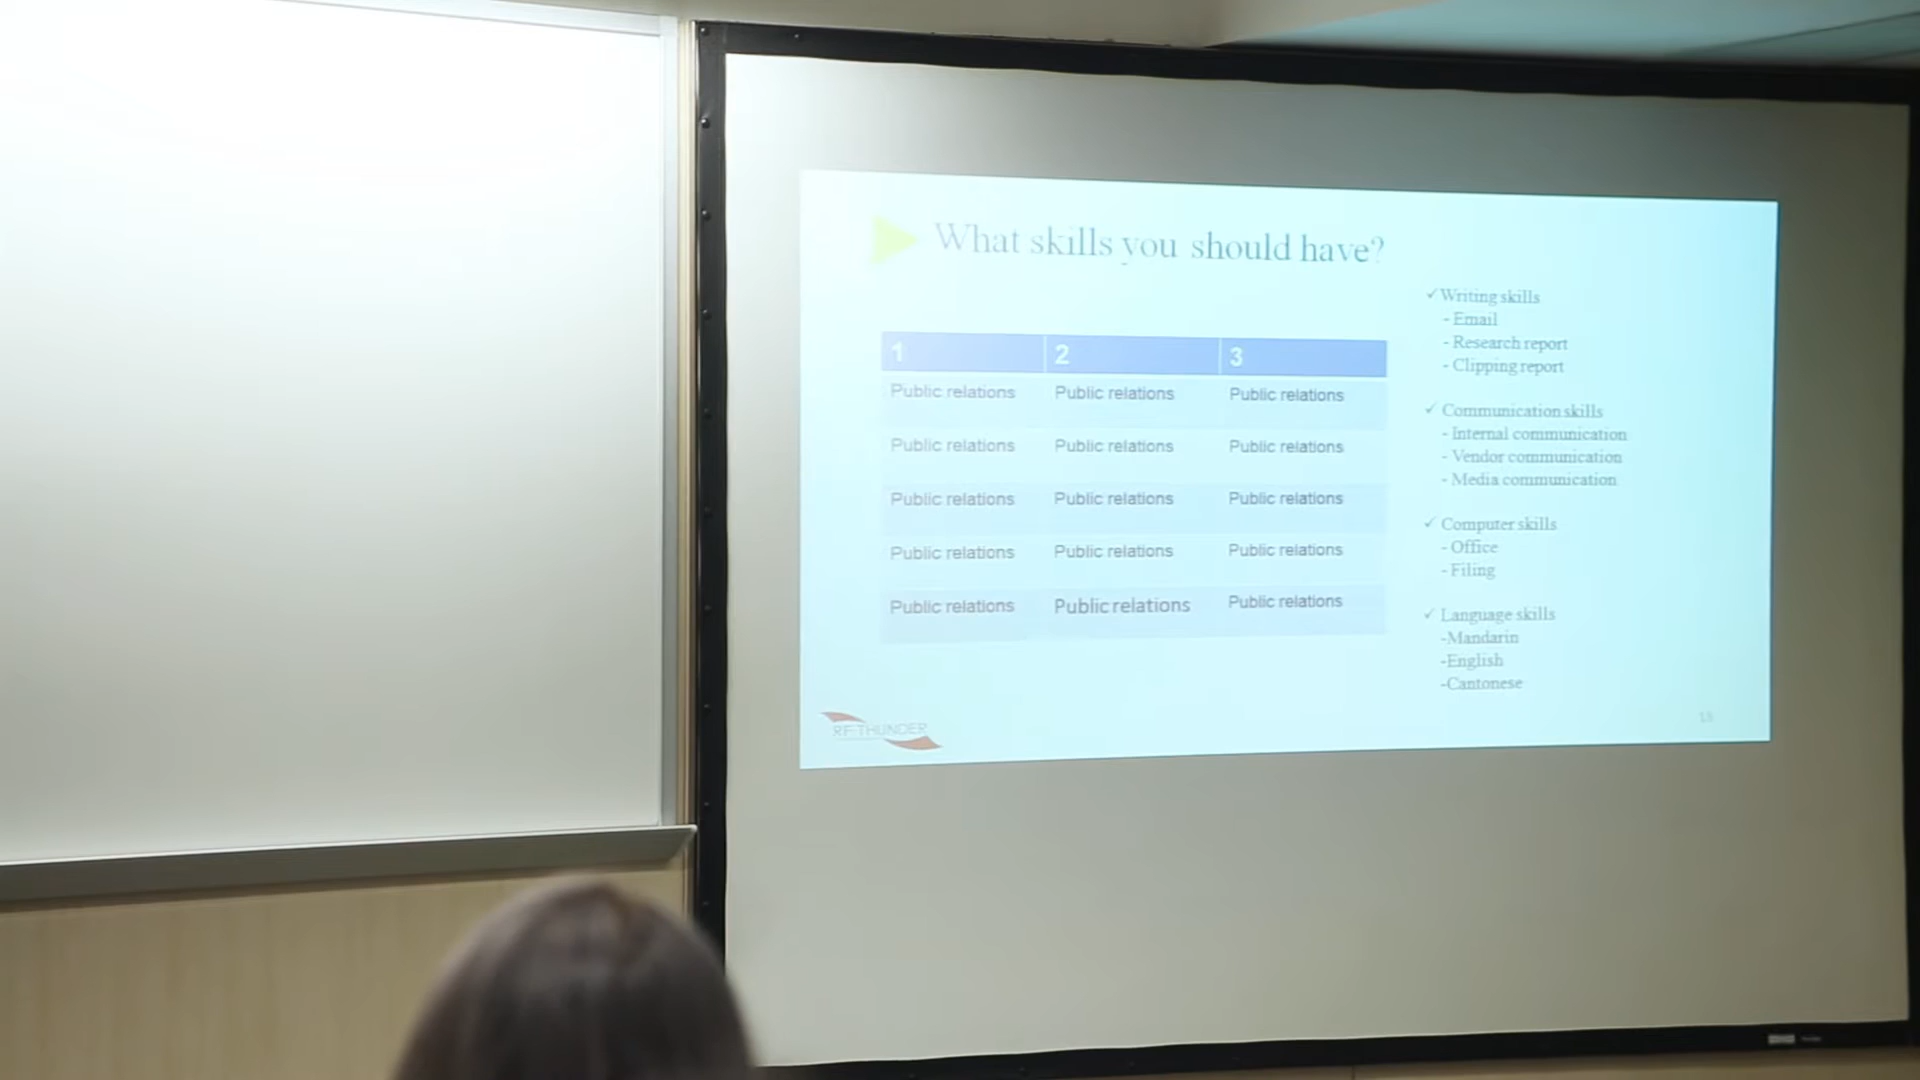 What skills you should have?
1 2 3
Public relations Public relations Public relations
Public relations Public relations Public relations
Public relations Public relations Public relations
Public relations Public relations Public relations
Public relations Public relations Public relations
✓Writing skills
- Email
- Research report
- Clipping report
✓ Communication skills
- Internal communication
- Vendor communication
- Media communication
✓ Computer skills
- Office
- Filing
✓ Language skills
-Mandarin
-English
-Cantonese
RF THUNDER